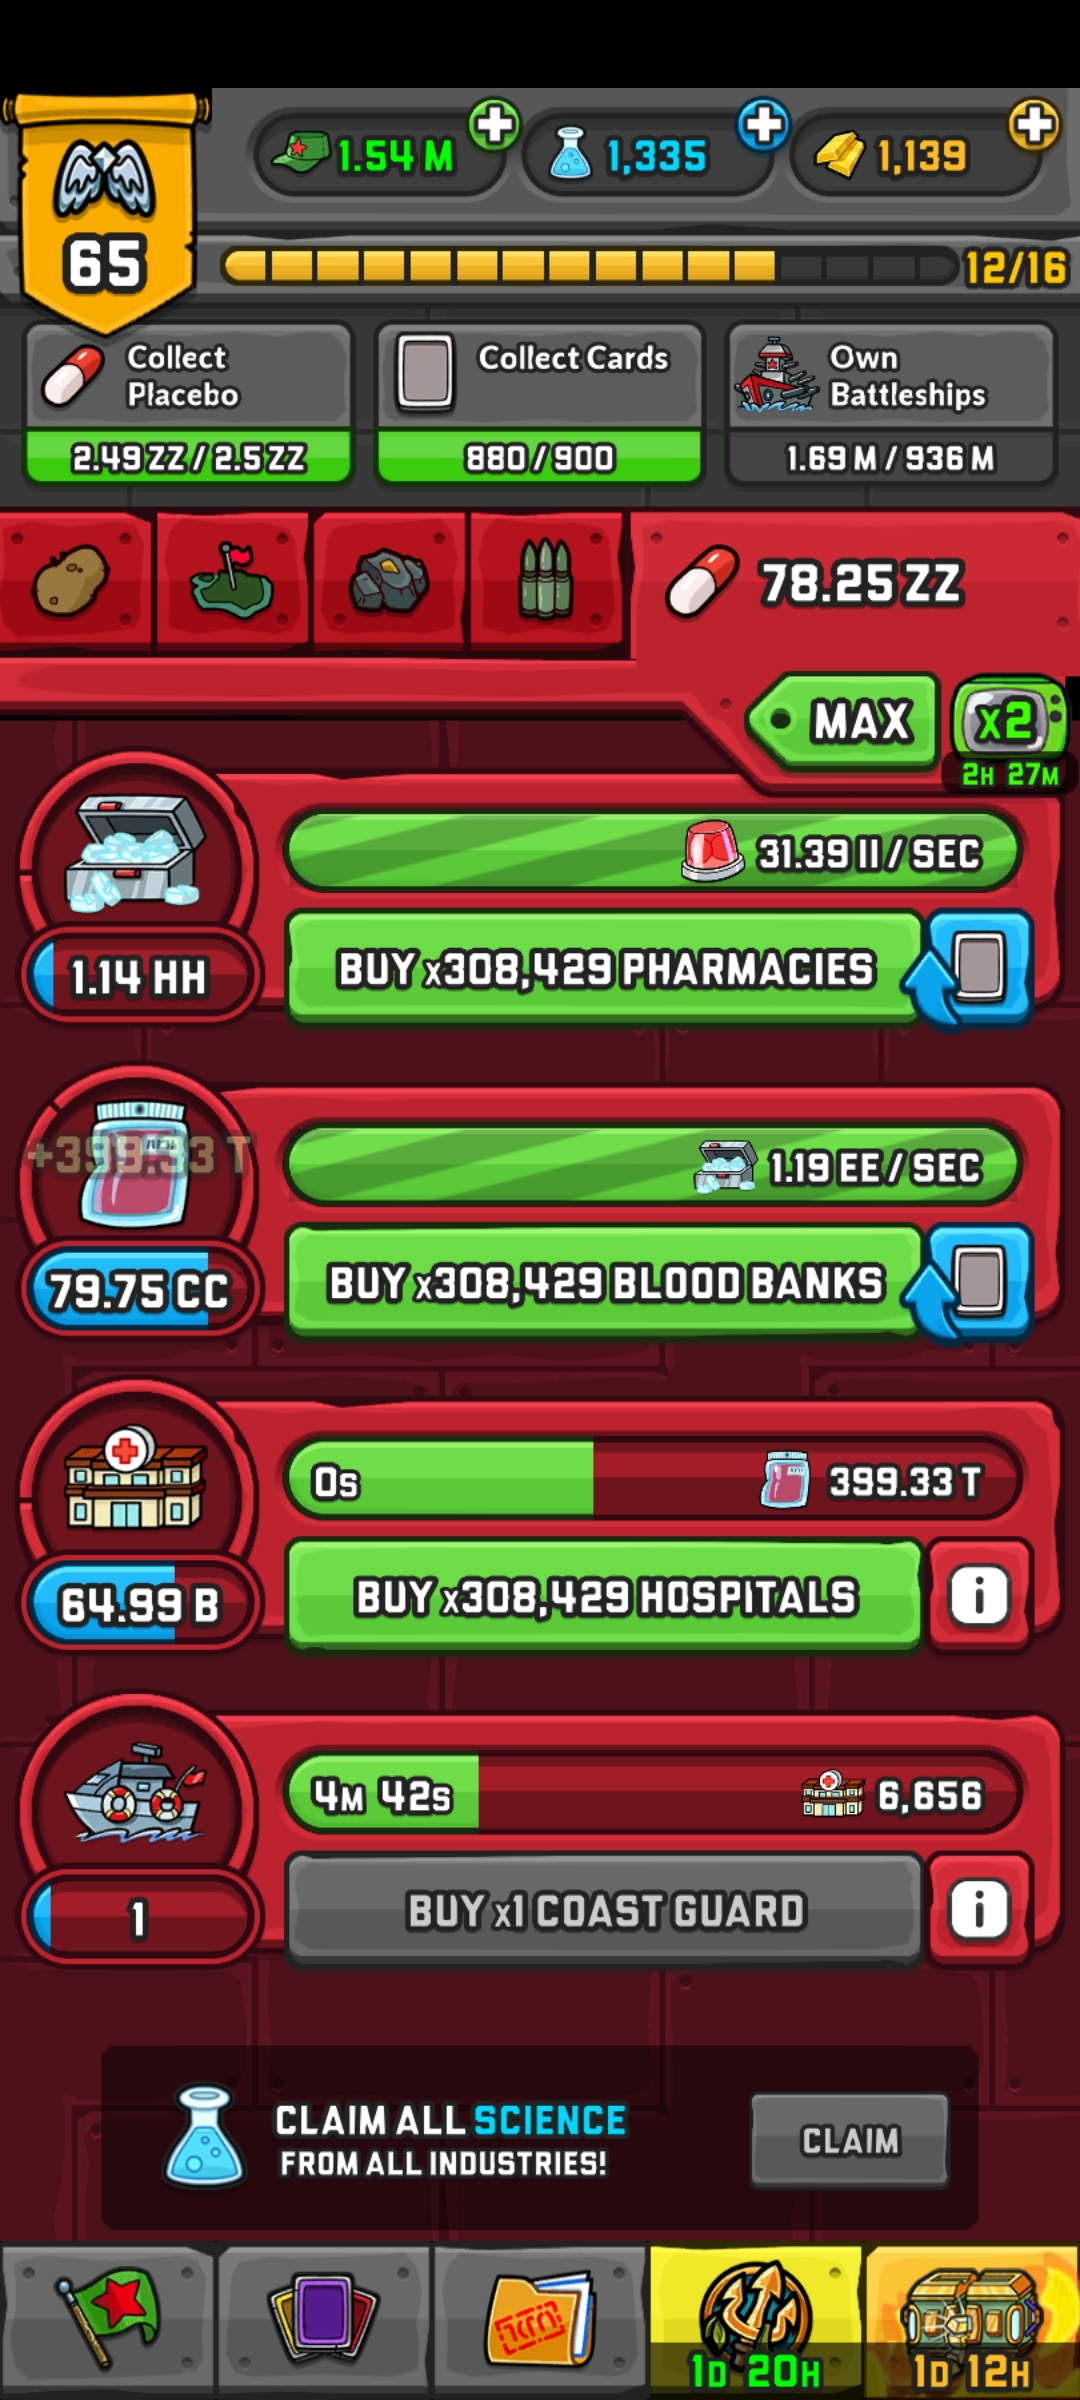 1.54 M
1,335
1,139
65
12/16
Collect
Placebo
Collect Cards
Own
Battleships
2.49 ZZ / 2.5 ZZ
880 / 900
1.69 M / 936 M
78.25 ZZ
MAX
x2
2H 27M
31.39 II / SEC
1.14 HH
BUY x308,429 PHARMACIES
+399.33 T
1.19 EE / SEC
79.75 CC
BUY x308,429 BLOOD BANKS
0s
399.33 T
64.99 B
BUY x308,429 HOSPITALS
i
4M 42s
6,656
1
BUY x1 COAST GUARD
i
CLAIM ALL SCIENCE
FROM ALL INDUSTRIES!
CLAIM
1D 20H
1D 12H